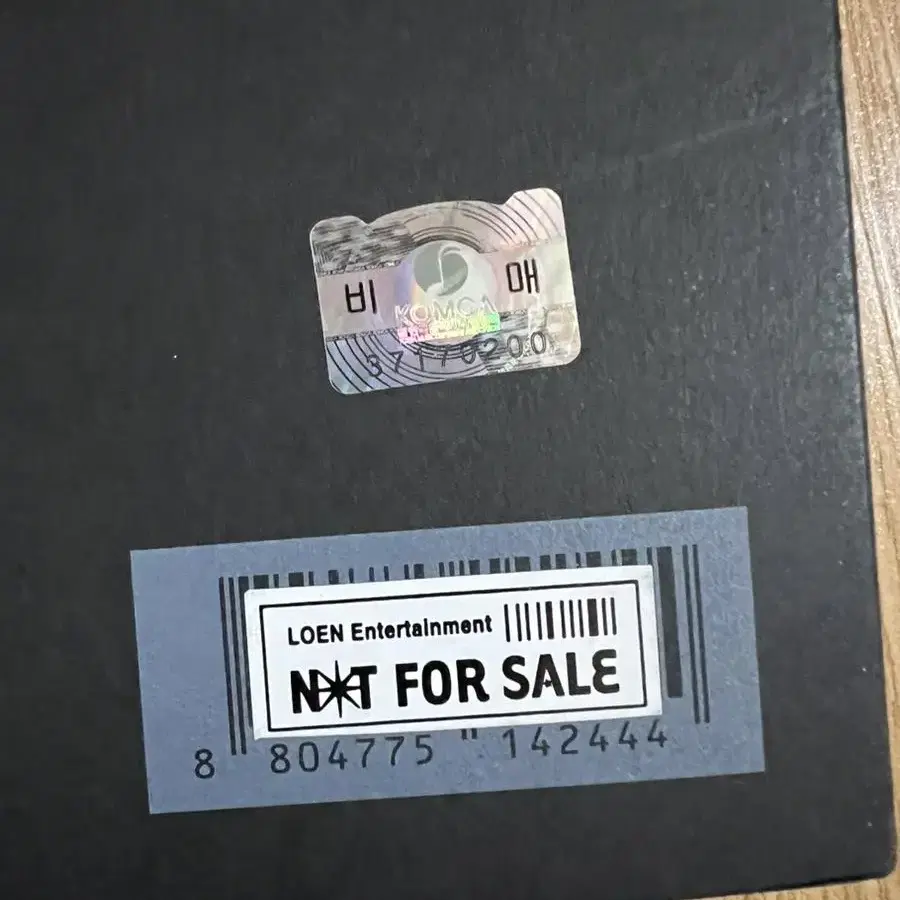 비 매
KOMCA
37170200
LOEN Entertainment
NOT FOR SALE
8 804775 142444